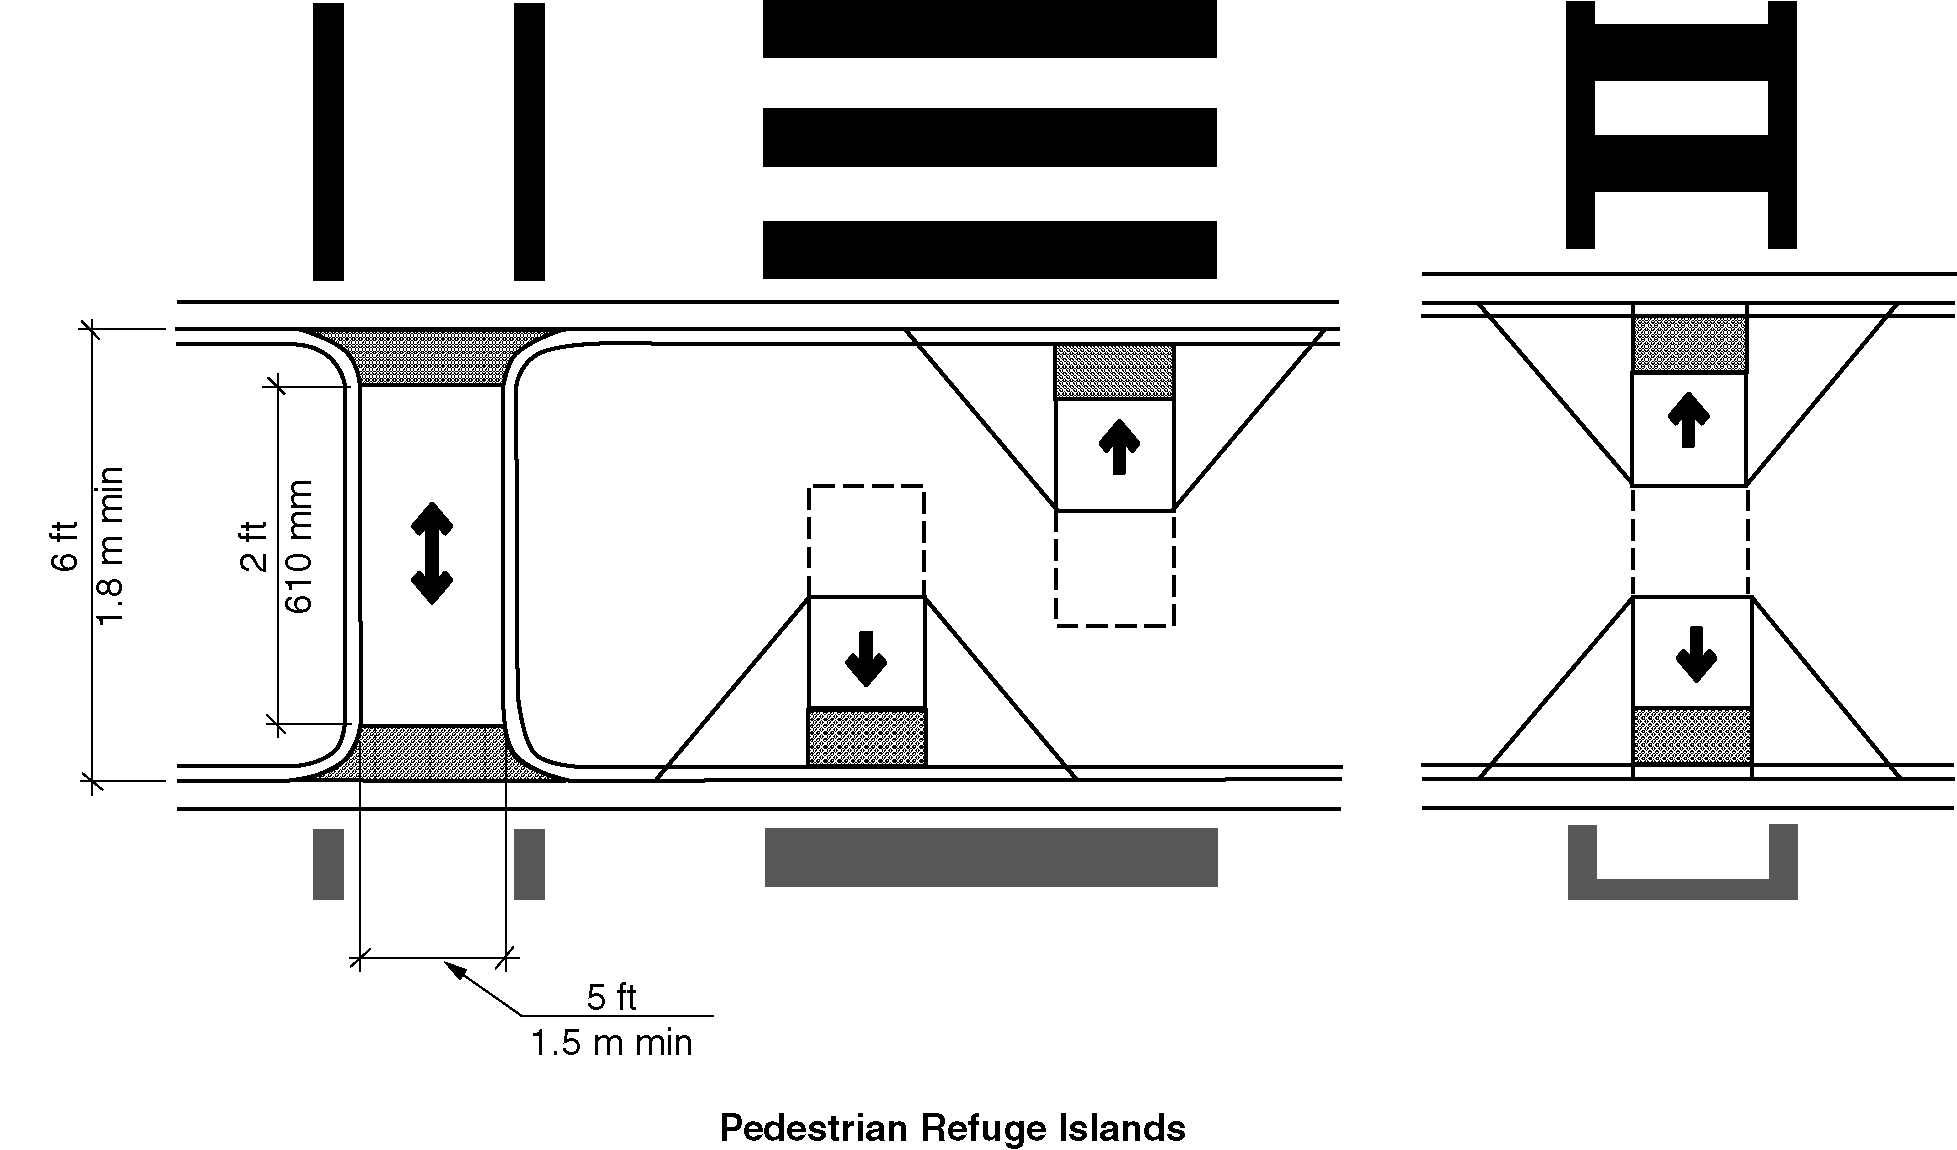 6 ft
1.8 m min
2 ft
610 mm
5 ft
1.5 m min
Pedestrian Refuge Islands